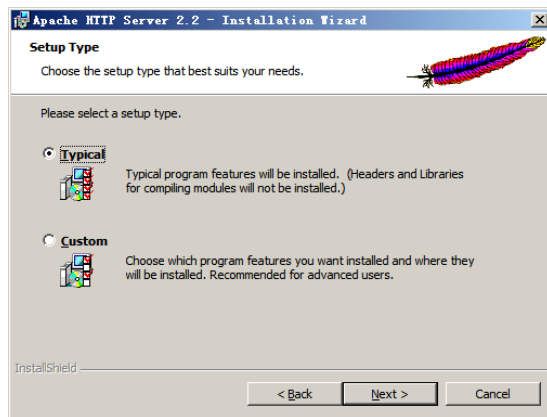 Apache HTTP Server 2.2 - Installation Wizard
Setup Type
Choose the setup type that best suits your needs.
Please select a setup type.
Typical
Typical program features will be installed. (Headers and Libraries
for compiling modules will not be installed.)
Custom
Choose which program features you want installed and where they
will be installed. Recommended for advanced users.
InstallShield
< Back
Next >
Cancel